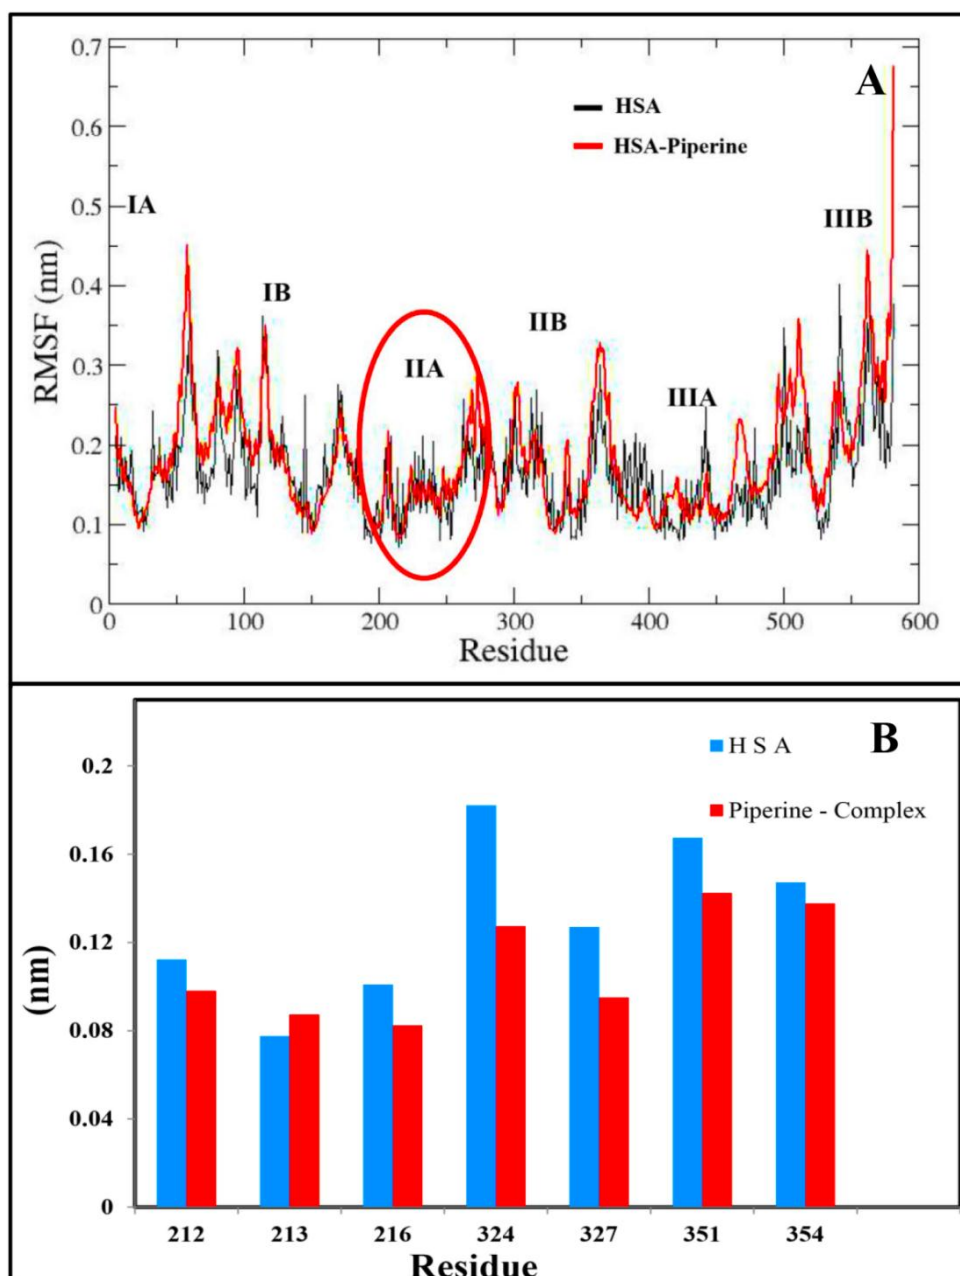 A
0.7
HSA
0.6
HSA-Piperine
IA
0.5
IIIB
RMSF (nm)
0.4
IB
IIB
0.3
IIA
IIIA
0.2
0.1
0
0 100 200 300 400 500 600
Residue
B
H S A
0.2
Piperine - Complex
0.16
0.12
(nm)
0.08
0.04
0
212 213 216 324 327 351 354
Residue